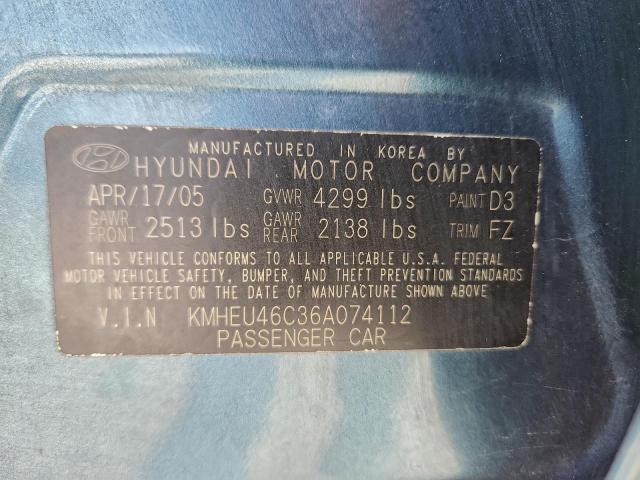 MANUFACTURED IN KOREA BY
HYUNDAI MOTOR COMPANY
APR/17/05 GVWR 4299 lbs PAINT D3
GAWR FRONT 2513 lbs GAWR REAR 2138 lbs TRIM FZ
THIS VEHICLE CONFORMS TO ALL APPLICABLE U.S.A. FEDERAL
MOTOR VEHICLE SAFETY, BUMPER, AND THEFT PREVENTION STANDARDS
IN EFFECT ON THE DATE OF MANUFACTURE SHOWN ABOVE
V.I.N KMHEU46C36A074112
PASSENGER CAR